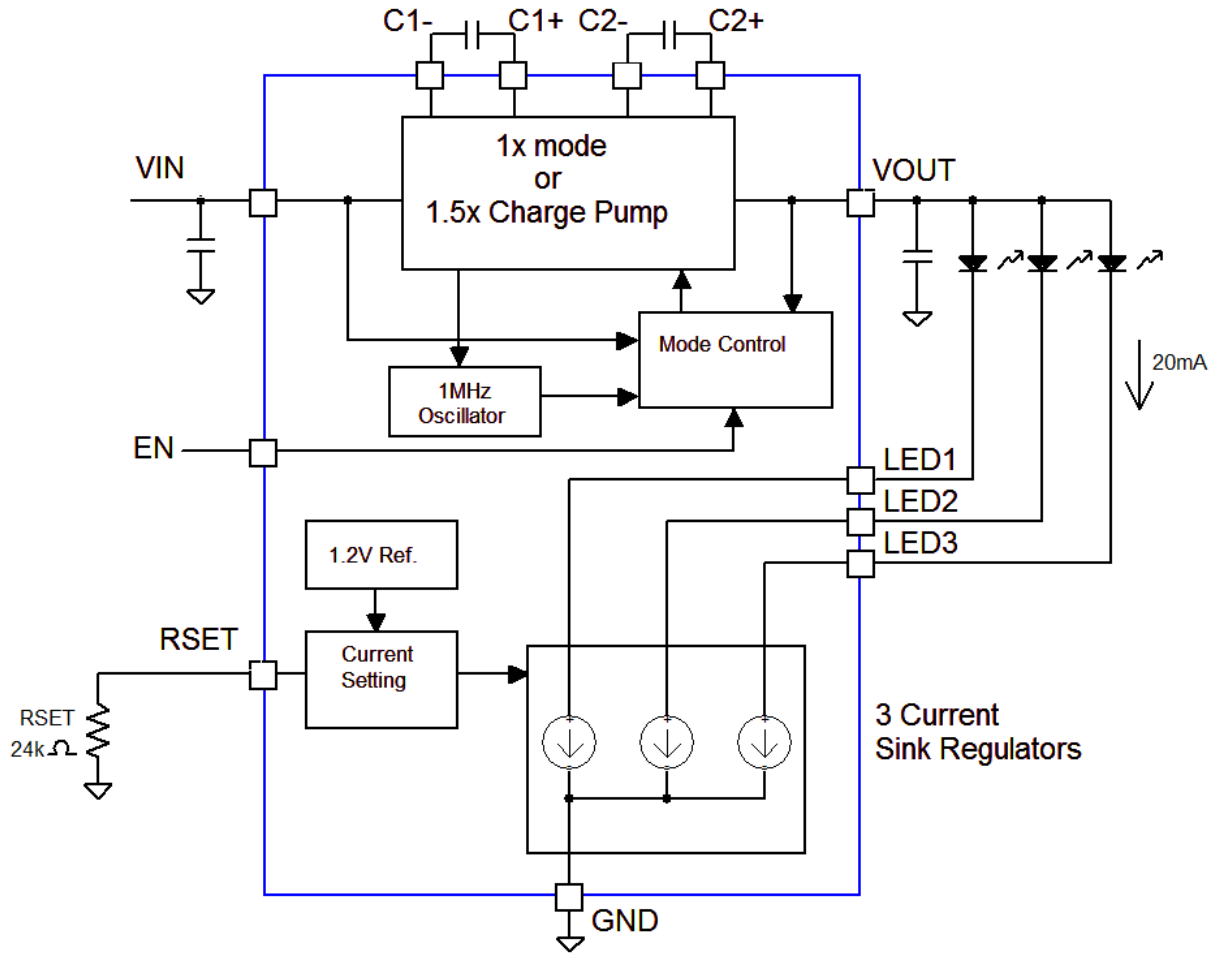 C1- C1+ C2- C2+
1x mode
or
1.5x Charge Pump
VIN
VOUT
Mode Control
20mA
1MHz
Oscillator
EN
LED1
LED2
LED3
1.2V Ref.
RSET
Current
Setting
RSET
24kΩ
3 Current
Sink Regulators
GND